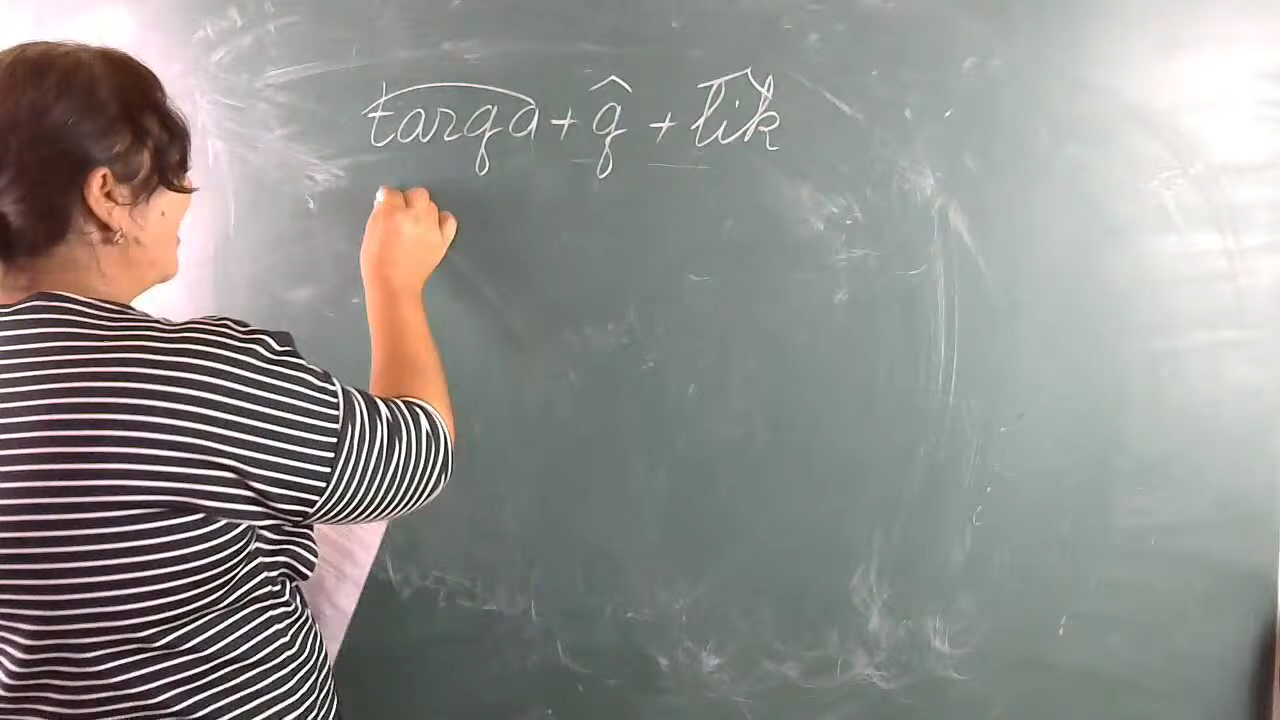 tarqa + q + lik